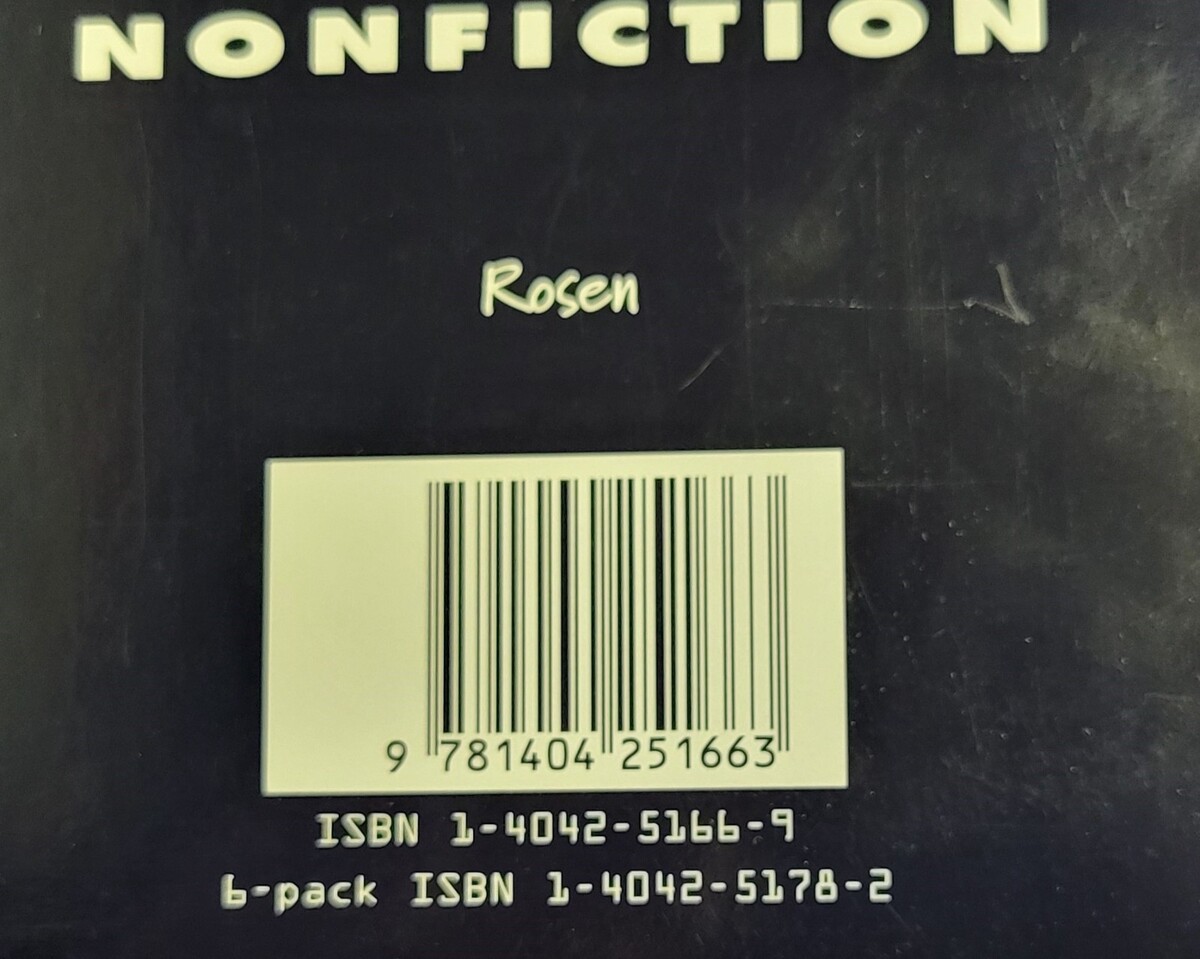 NONFICTION
Rosen
9 781404 251663
ISBN 1-4042-5166-9
6-pack ISBN 1-4042-5178-2